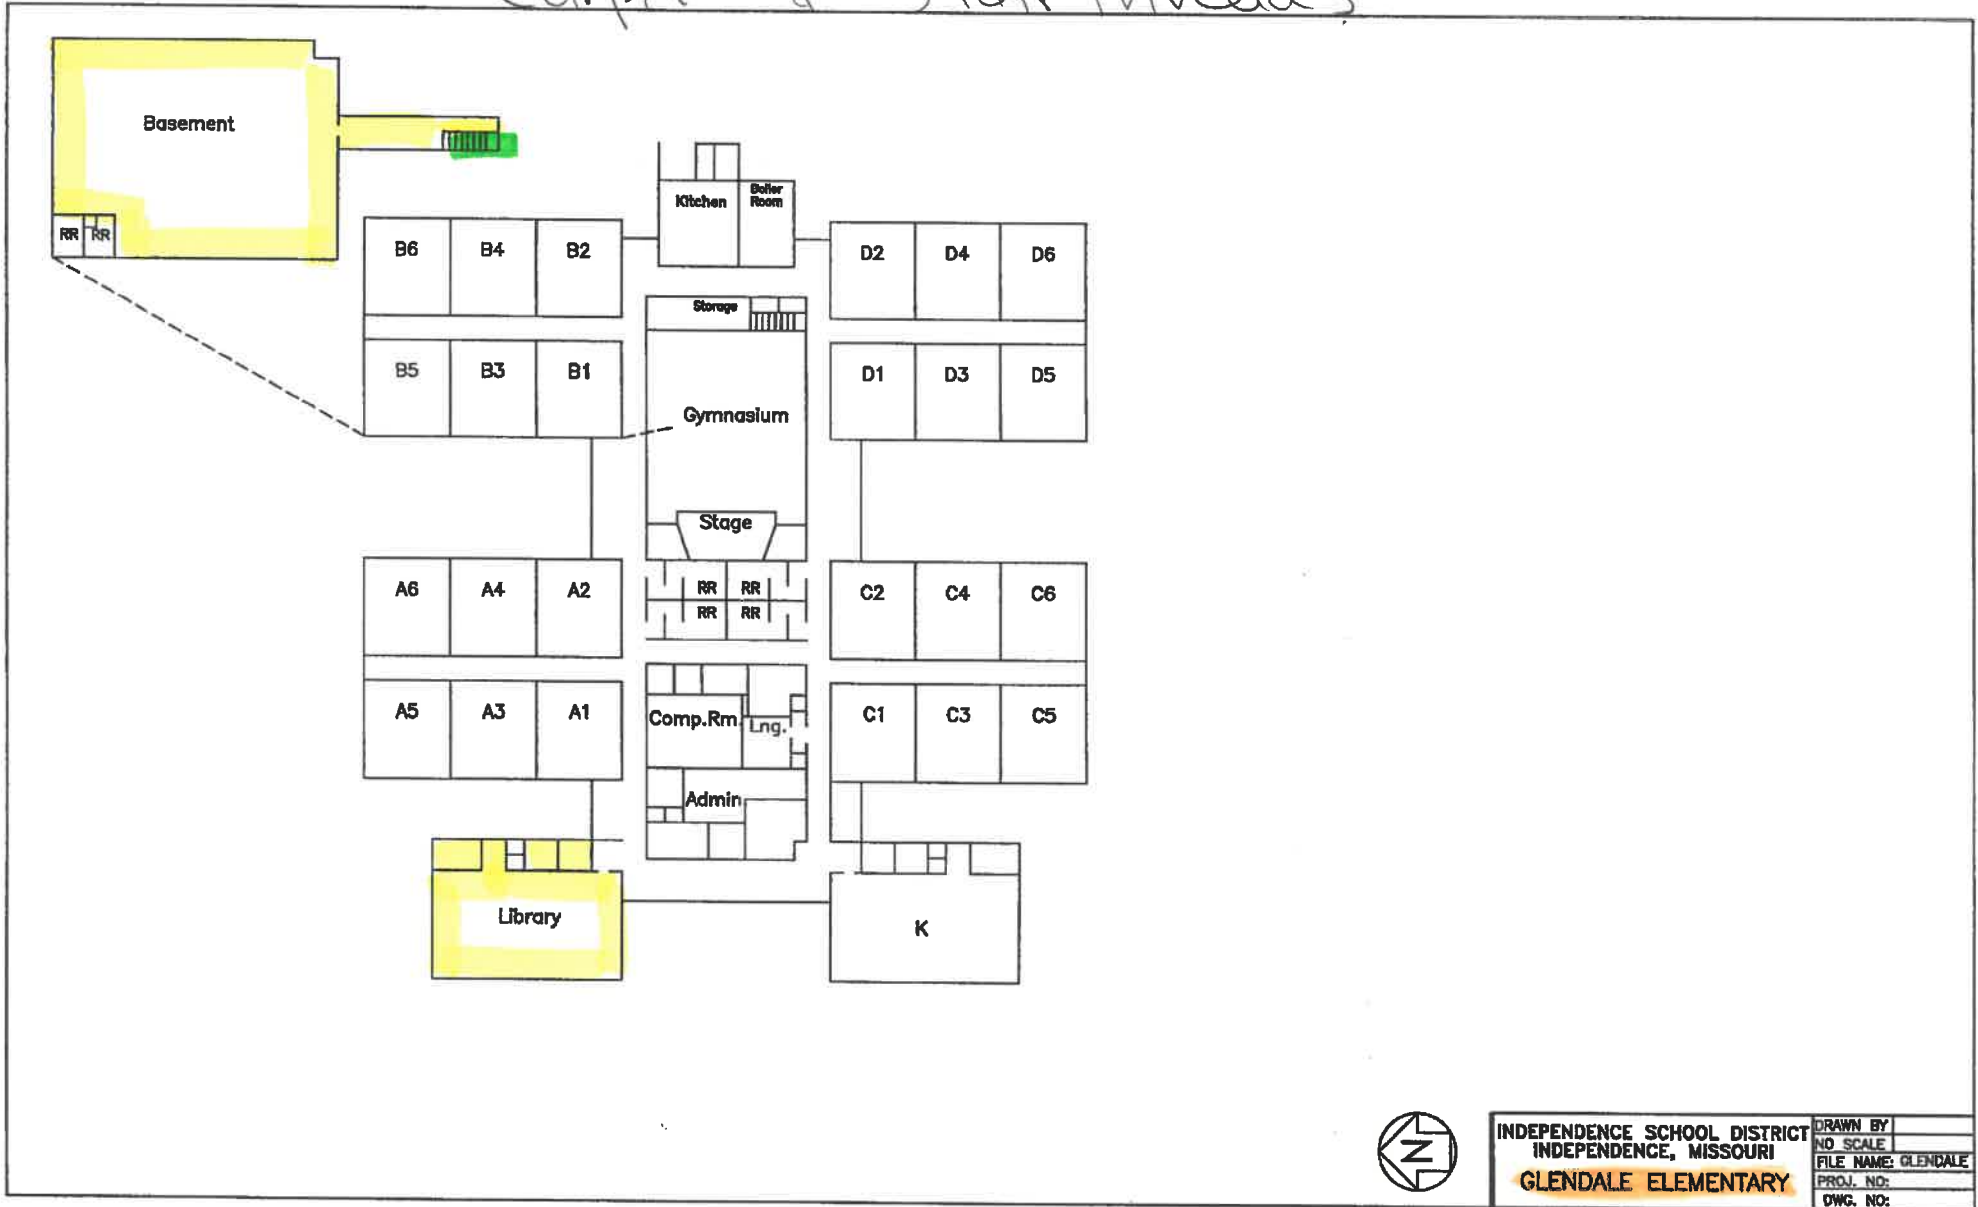 Basement
RR RR
Kitchen
Boiler
Room
B6 B4 B2
D2 D4 D6
Storage
B5 B3 B1
D1 D3 D5
Gymnasium
Stage
A6 A4 A2
RR RR
RR RR
C2 C4 C6
A5 A3 A1
Comp.Rm.
Lng.
C1 C3 C5
Admin
Library
K
N
INDEPENDENCE SCHOOL DISTRICT
INDEPENDENCE, MISSOURI
GLENDALE ELEMENTARY
DRAWN BY
NO SCALE
FILE NAME: GLENDALE
PROJ. NO:
DWG. NO: